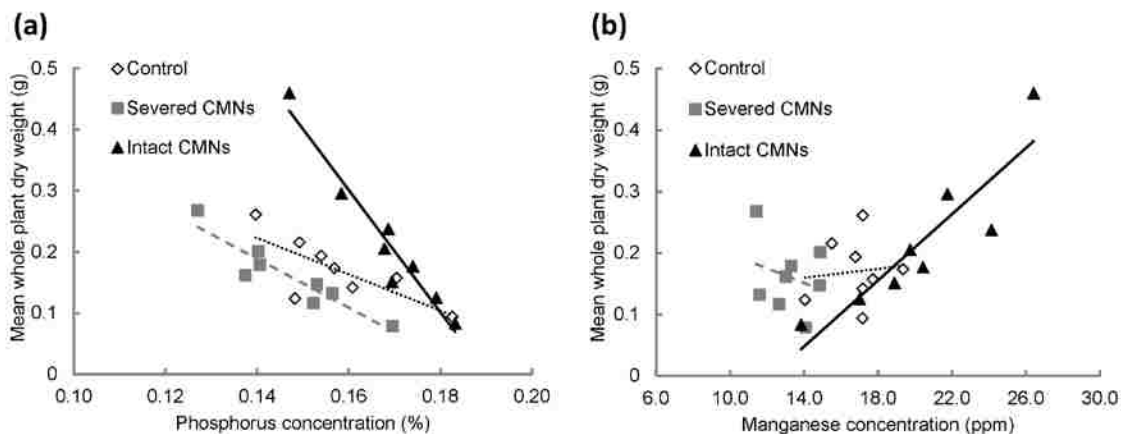 (a)
Control
Severed CMNs
Intact CMNs
Mean whole plant dry weight (g)
0.5
0.4
0.3
0.2
0.1
0
0.10
0.12
0.14
0.16
0.18
0.20
Phosphorus concentration (%)
(b)
Control
Severed CMNs
Intact CMNs
Mean whole plant dry weight (g)
0.5
0.4
0.3
0.2
0.1
0
6.0
10.0
14.0
18.0
22.0
26.0
30.0
Manganese concentration (ppm)